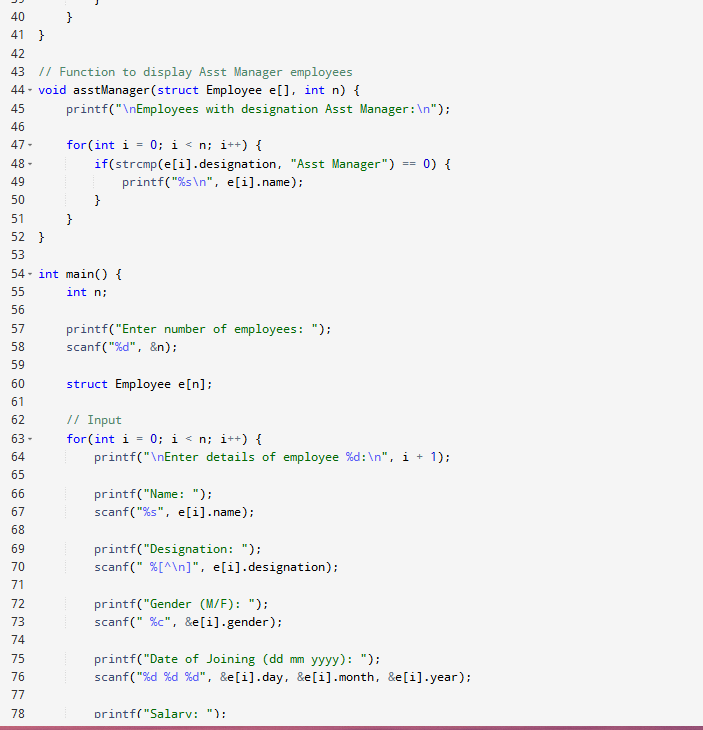 39 }
40 }
41 }
42
43 // Function to display Asst Manager employees
44 void asstManager(struct Employee e[], int n) {
45 printf("\nEmployees with designation Asst Manager:\n");
46
47 for(int i = 0; i < n; i++) {
48 if(strcmp(e[i].designation, "Asst Manager") == 0) {
49 printf("%s\n", e[i].name);
50 }
51 }
52 }
53
54 int main() {
55 int n;
56
57 printf("Enter number of employees: ");
58 scanf("%d", &n);
59
60 struct Employee e[n];
61
62 // Input
63 for(int i = 0; i < n; i++) {
64 printf("\nEnter details of employee %d:\n", i + 1);
65
66 printf("Name: ");
67 scanf("%s", e[i].name);
68
69 printf("Designation: ");
70 scanf(" %[^\n]", e[i].designation);
71
72 printf("Gender (M/F): ");
73 scanf(" %c", &e[i].gender);
74
75 printf("Date of Joining (dd mm yyyy): ");
76 scanf("%d %d %d", &e[i].day, &e[i].month, &e[i].year);
77
78 printf("Salary: ");